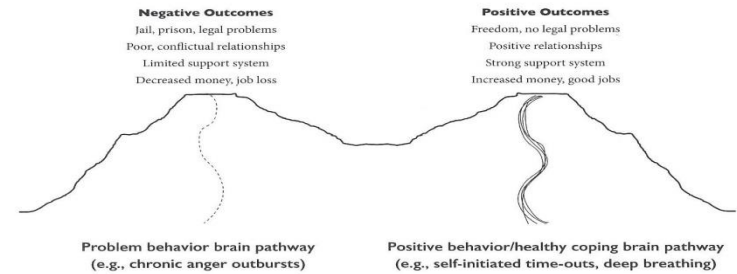 Negative Outcomes
Jail, prison, legal problems
Poor, conflictual relationships
Limited support system
Decreased money, job loss
Positive Outcomes
Freedom, no legal problems
Positive relationships
Strong support system
Increased money, good jobs
Problem behavior brain pathway
(e.g., chronic anger outbursts)
Positive behavior/healthy coping brain pathway
(e.g., self-initiated time-outs, deep breathing)